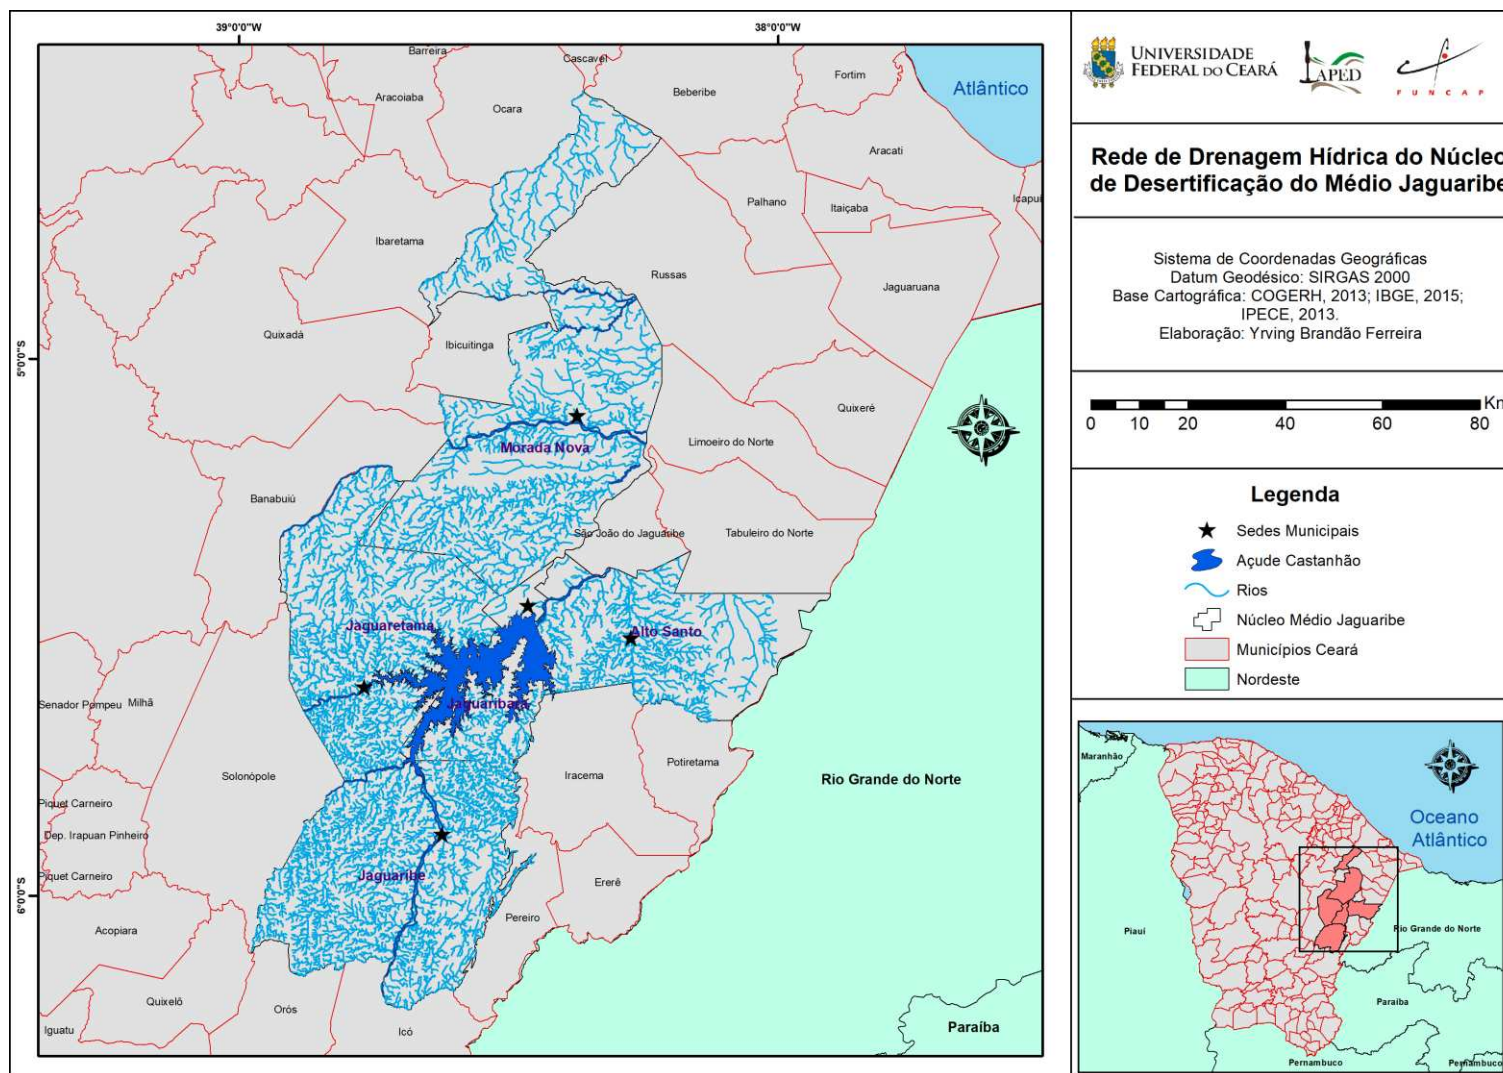 39°0'0"W
38°0'0"W
Barreira
Cascavel
Aracoiaba
Ocara
Beberibe
Fortim
Atlântico
Aracati
Palhano
Itaiçaba
Icapuí
Ibaretama
Russas
Jaguaruana
Quixadá
Ibicuitinga
5°0'0"S
Quixeré
Morada Nova
Limoeiro do Norte
Banabuiú
São João do Jaguaribe
Tabuleiro do Norte
Jaguaretama
Alto Santo
Senador Pompeu
Milhã
Jaguaribara
Solonópole
Iracema
Potiretama
Rio Grande do Norte
Piquet Carneiro
Dep. Irapuan Pinheiro
Piquet Carneiro
Jaguaribe
Ererê
6°0'0"S
Pereiro
Acopiara
Quixelô
Orós
Iguatu
Icó
Paraíba
UNIVERSIDADE
FEDERAL DO CEARÁ
LAPED
FUNCAP
Rede de Drenagem Hídrica do Núcleo
de Desertificação do Médio Jaguaribe
Sistema de Coordenadas Geográficas
Datum Geodésico: SIRGAS 2000
Base Cartográfica: COGERH, 2013; IBGE, 2015;
IPECE, 2013.
Elaboração: Yrving Brandão Ferreira
Km
0 10 20 40 60 80
Legenda
Sedes Municipais
Açude Castanhão
Rios
Núcleo Médio Jaguaribe
Municípios Ceará
Nordeste
Maranhão
Oceano
Atlântico
Piauí
Rio Grande do Norte
Paraíba
Pernambuco
Pernambuco